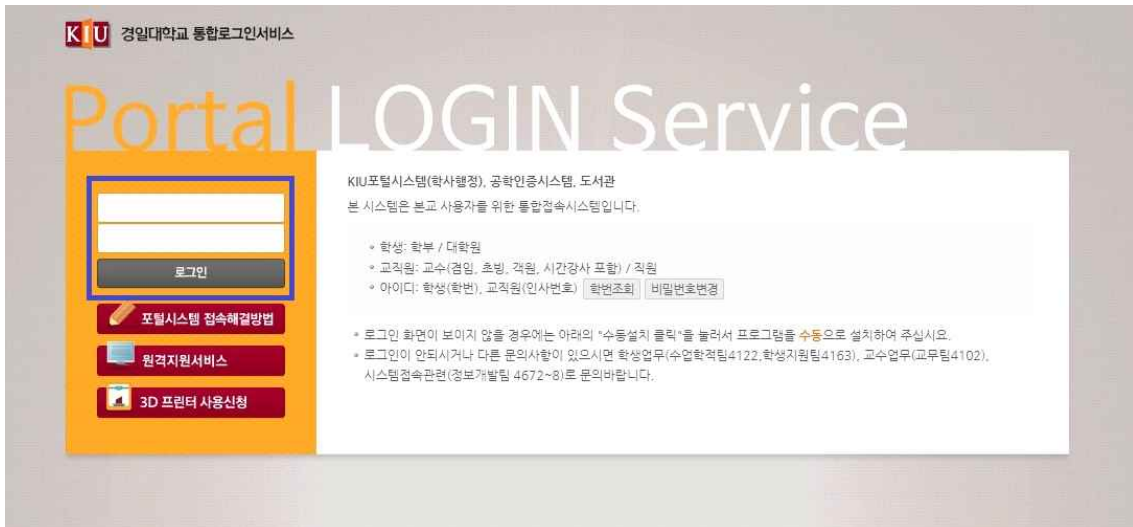 KIU 경일대학교 통합로그인서비스
Portal LOGIN Service
로그인
포털시스템 접속해결방법
원격지원서비스
3D 프린터 사용신청
KIU포털시스템(학사행정), 공학인증시스템, 도서관
본 시스템은 본교 사용자를 위한 통합접속시스템입니다.
학생: 학부 / 대학원
교직원: 교수(겸임, 초빙, 객원, 시간강사 포함) / 직원
아이디: 학생(학번), 교직원(인사번호) 학번조회 비밀번호변경
로그인 화면이 보이지 않을 경우에는 아래의 "수동설치 클릭"을 눌러서 프로그램을 수동으로 설치하여 주십시요.
로그인이 안되시거나 다른 문의사항이 있으시면 학생업무(수업학적팀4122,학생지원팀4163), 교수업무(교무팀4102),
시스템접속관련(정보개발팀 4672~8)로 문의바랍니다.